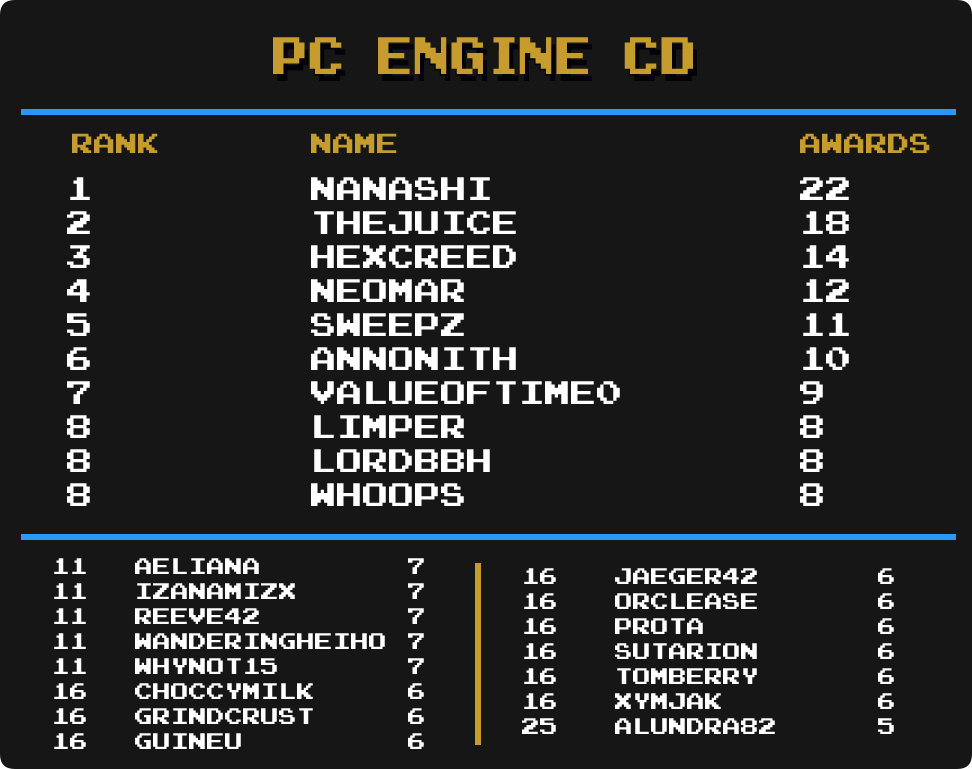 PC ENGINE CD
RANK NAME AWARDS
1 NANASHI 22
2 THEJUICE 18
3 HEXCREED 14
4 NEOMAR 12
5 SWEEPZ 11
6 ANNONITH 10
7 VALUEOFTIME0 9
8 LIMPER 8
8 LORDBBH 8
8 WHOOPS 8
11 AELIANA 7
11 IZANAMIZX 7
11 REEVE42 7
11 WANDERINGHEIHO 7
11 WHYNOT15 7
16 CHOCCYMILK 6
16 GRINDCRUST 6
16 GUINEU 6
16 JAEGER42 6
16 ORCLEASE 6
16 PROTA 6
16 SUTARION 6
16 TOMBERRY 6
16 XYMJAK 6
25 ALUNDRA82 5